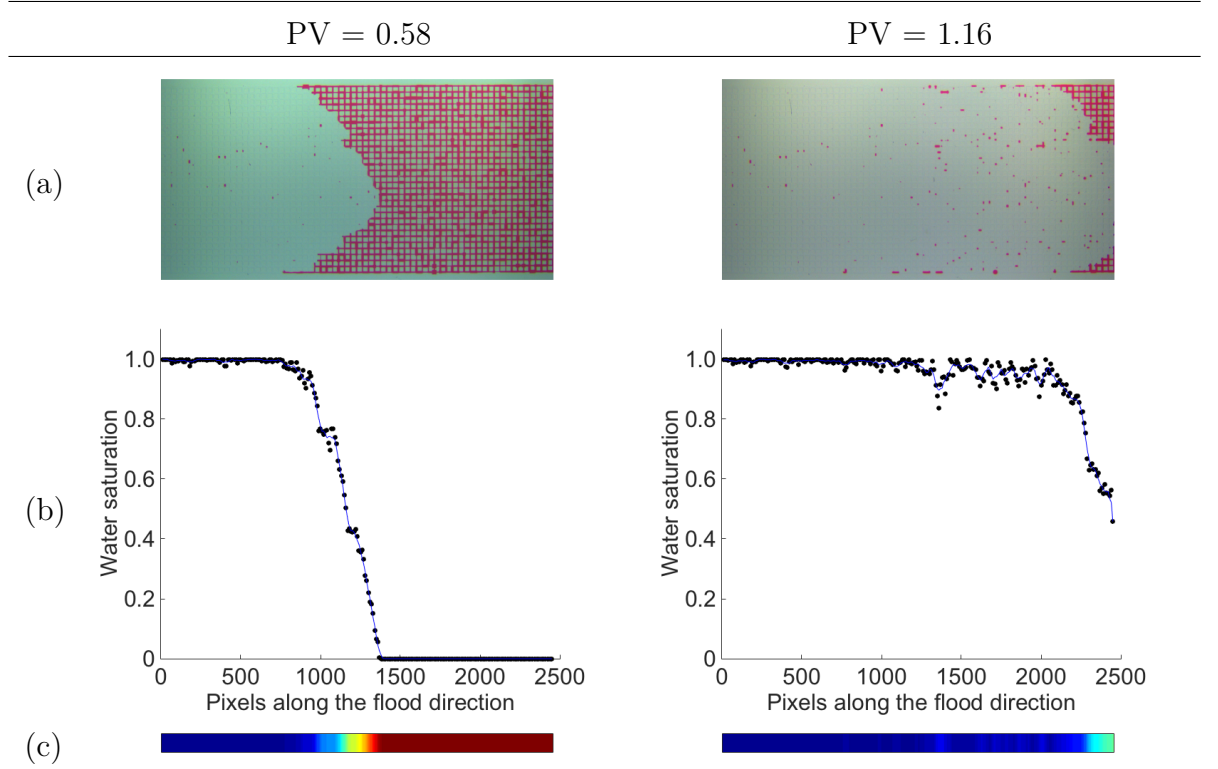 PV = 0.58 PV = 1.16
(a)
(b)
Water saturation
1.0
0.8
0.6
0.4
0.2
0
0 500 1000 1500 2000 2500
Pixels along the flood direction
Water saturation
1.0
0.8
0.6
0.4
0.2
0
0 500 1000 1500 2000 2500
Pixels along the flood direction
(c)